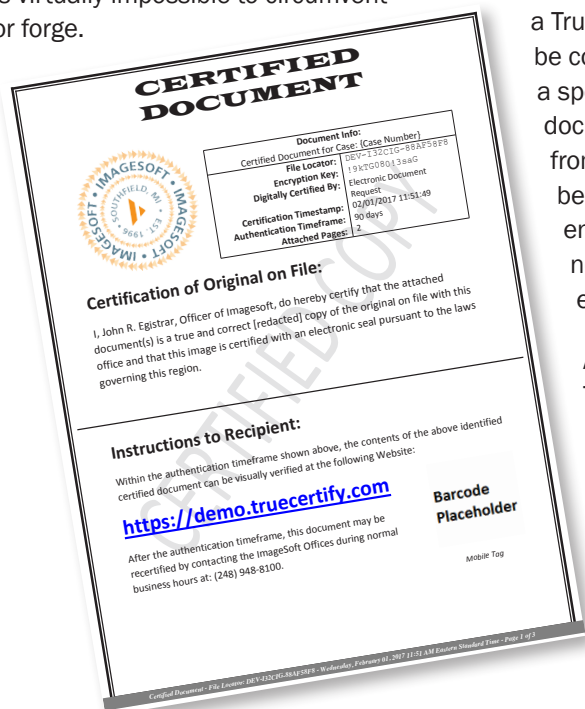 s virtually impossible to circumvent
or forge.
CERTIFIED
DOCUMENT
IMAGESOFT • IMAGESOFT • IMAGESOFT •
SOUTHFIELD, MI
• EST. 1996 •
Document Info:
Certified Document for Case: {Case Number}
File Locator: DEV-I32CIG-88AF58F8
Encryption Key: !9kTG08Q13saG
Digitally Certified By: Electronic Document
Request
Certification Timestamp: 02/01/2017 11:51:49
Authentication Timeframe: 90 days
Attached Pages: 2
Certification of Original on File:
I, John R. Egistrar, Officer of Imagesoft, do hereby certify that the attached
document(s) is a true and correct [redacted] copy of the original on file with this
office and that this image is certified with an electronic seal pursuant to the laws
governing this region.
CERTIFIED COPY
Instructions to Recipient:
Within the authentication timeframe shown above, the contents of the above identified
certified document can be visually verified at the following Website:
https://demo.truecertify.com
After the authentication timeframe, this document may be
recertified by contacting the ImageSoft Offices during normal
business hours at: (248) 948-8100.
Barcode
Placeholder
Mobile Tag
Certified Document - File Locator: DEV-I32CIG-88AF58F8 - Wednesday, February 01, 2017 11:51 AM Eastern Standard Time - Page 1 of 3
a Tru
be co
a sp
doc
from
be
en
n
e